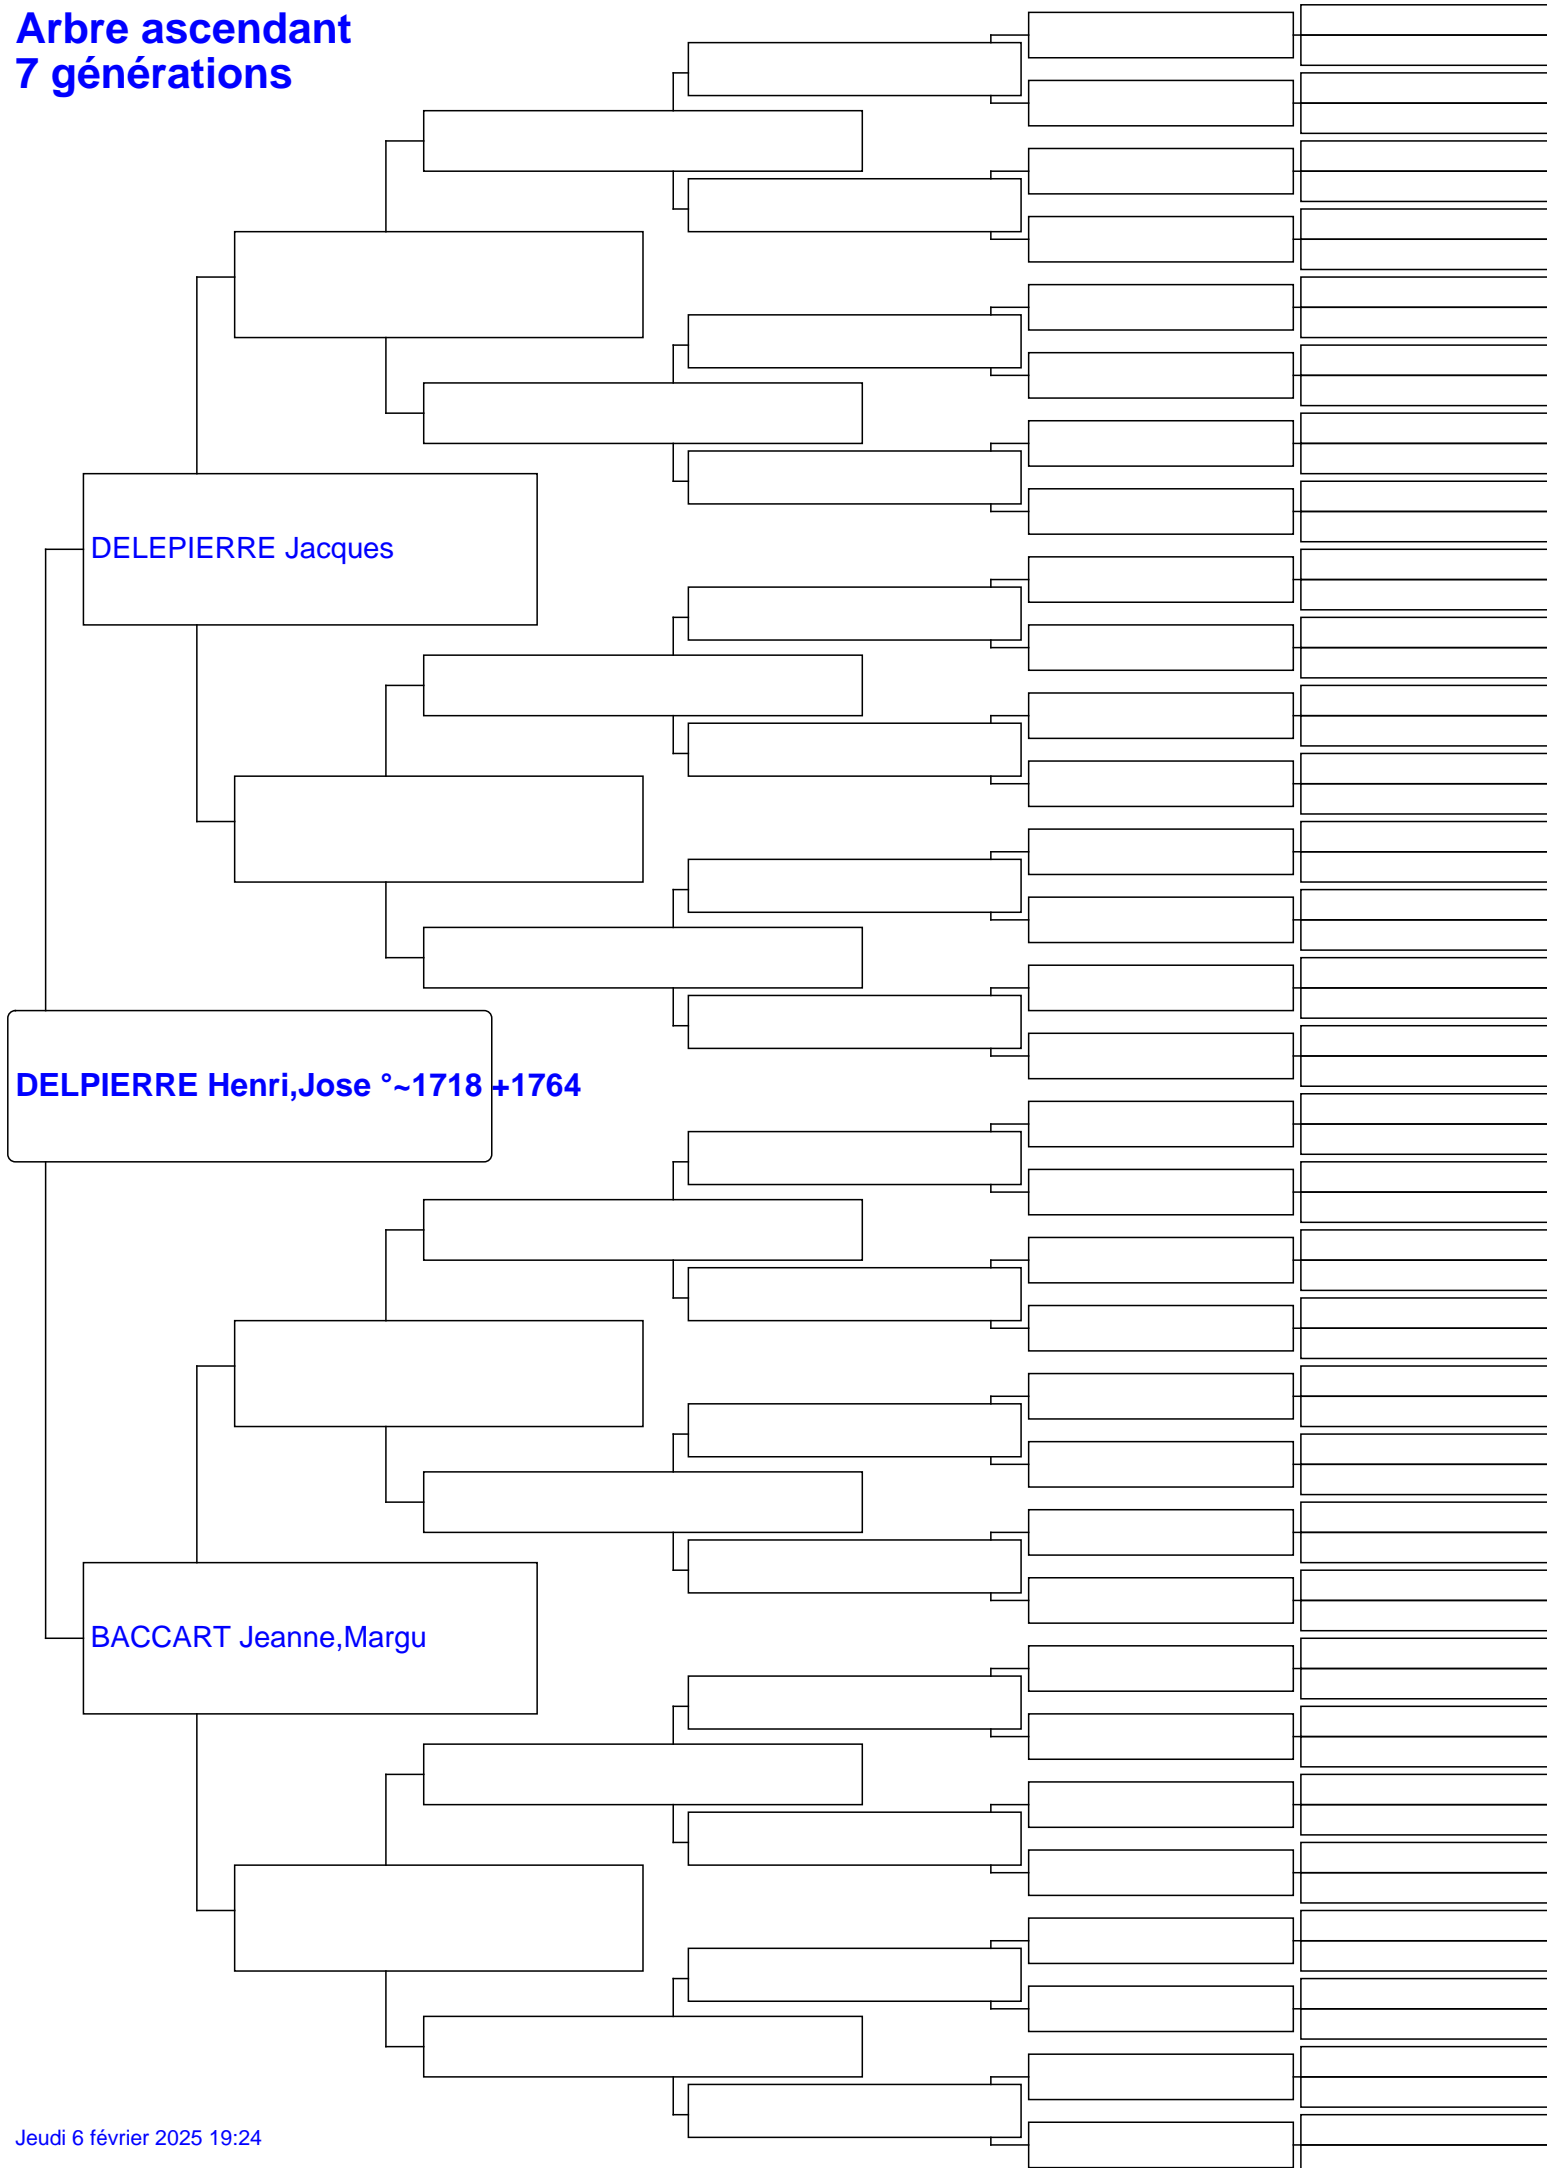 Arbre ascendant
7 générations
DELEPIERRE Jacques
DELPIERRE Henri,Jose °~1718 +1764
BACCART Jeanne,Margu
Jeudi 6 février 2025 19:24